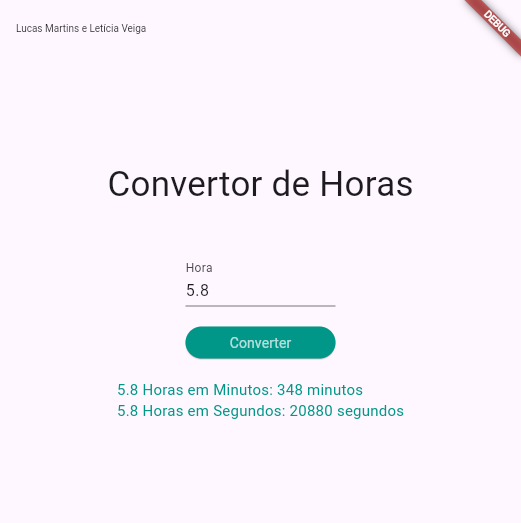 Lucas Martins e Letícia Veiga
DEBUG
Convertor de Horas
Hora
5.8
Converter
5.8 Horas em Minutos: 348 minutos
5.8 Horas em Segundos: 20880 segundos